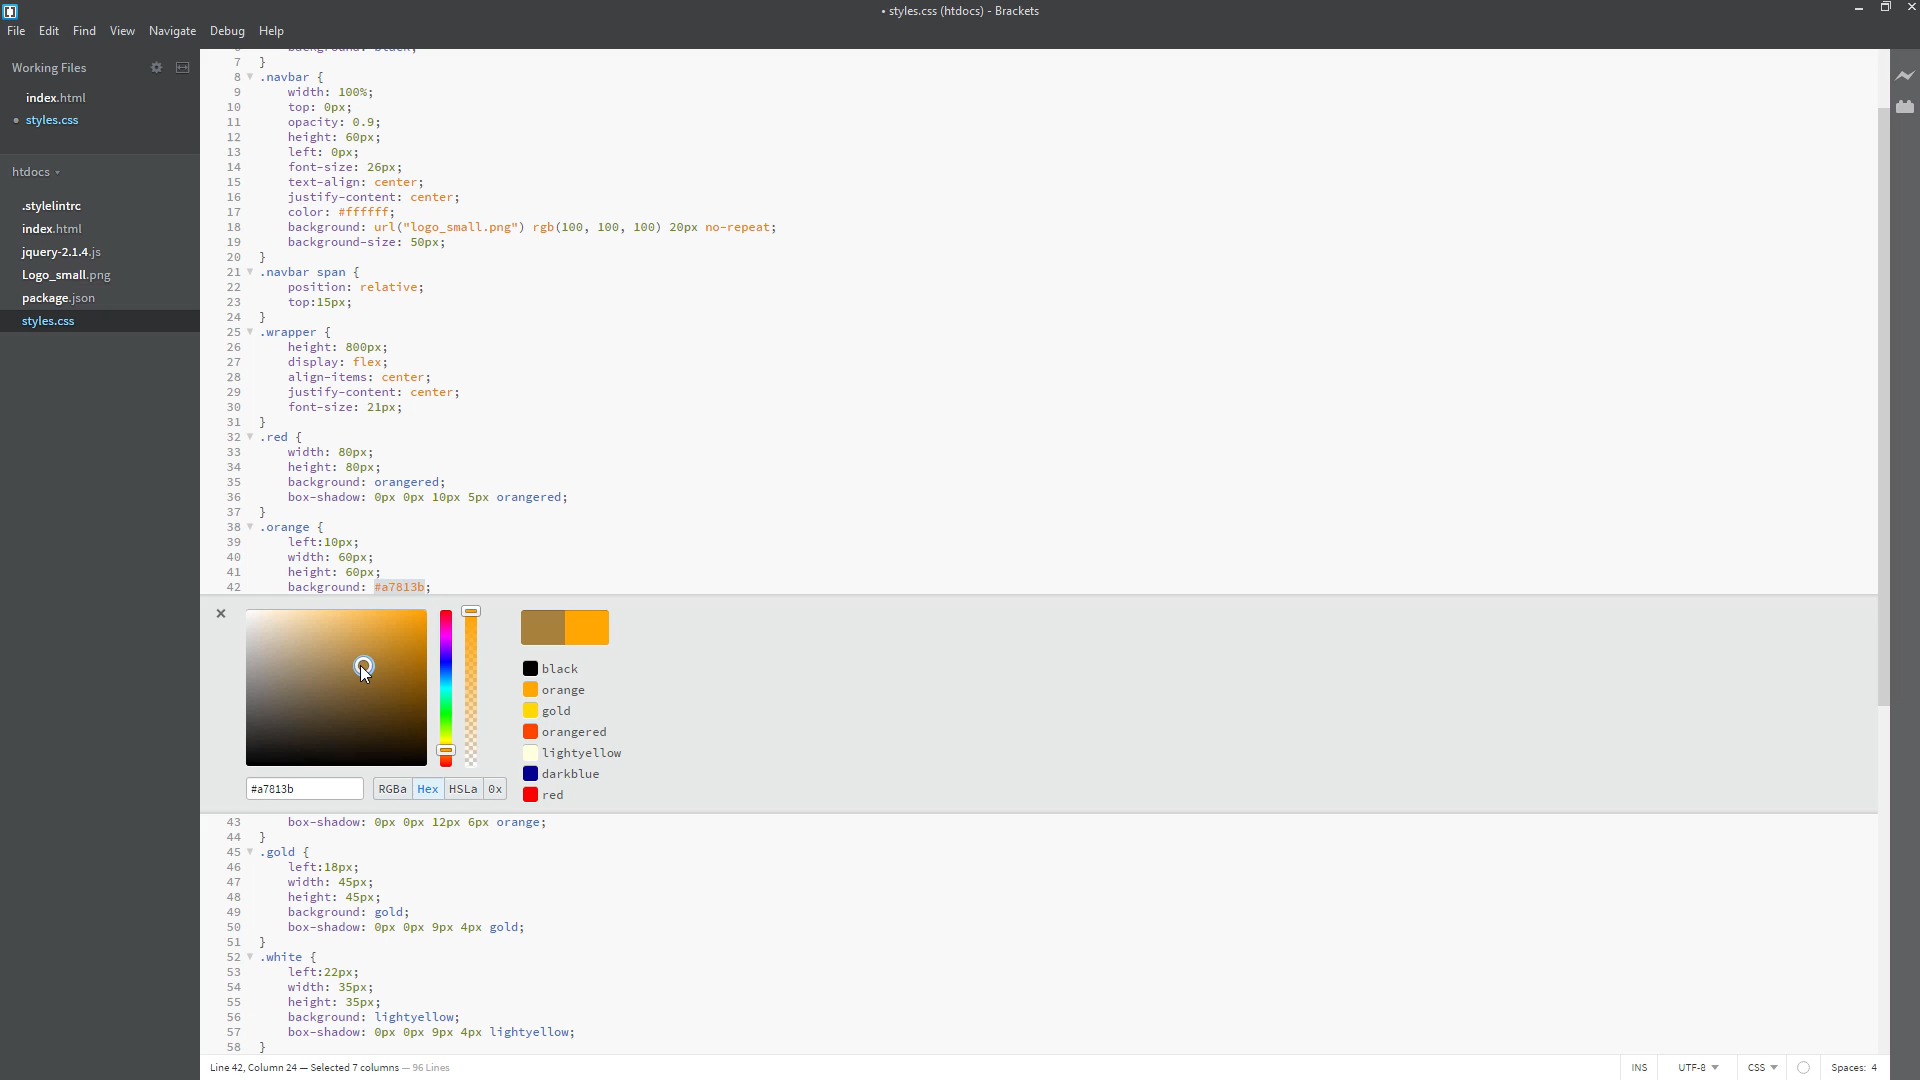 • styles.css (htdocs) - Brackets
File Edit Find View Navigate Debug Help
Working Files
index.html
• styles.css
htdocs
.stylelintrc
index.html
jquery-2.1.4.js
Logo_small.png
package.json
styles.css
7 }
8 .navbar {
9 width: 100%;
10 top: 0px;
11 opacity: 0.9;
12 height: 60px;
13 left: 0px;
14 font-size: 26px;
15 text-align: center;
16 justify-content: center;
17 color: #ffffff;
18 background: url("logo_small.png") rgb(100, 100, 100) 20px no-repeat;
19 background-size: 50px;
20 }
21 .navbar span {
22 position: relative;
23 top:15px;
24 }
25 .wrapper {
26 height: 800px;
27 display: flex;
28 align-items: center;
29 justify-content: center;
30 font-size: 21px;
31 }
32 .red {
33 width: 80px;
34 height: 80px;
35 background: orangered;
36 box-shadow: 0px 0px 10px 5px orangered;
37 }
38 .orange {
39 left:10px;
40 width: 60px;
41 height: 60px;
42 background: #a7813b;
black
orange
gold
orangered
lightyellow
darkblue
red
#a7813b RGBa Hex HSLa 0x
43 box-shadow: 0px 0px 12px 6px orange;
44 }
45 .gold {
46 left:18px;
47 width: 45px;
48 height: 45px;
49 background: gold;
50 box-shadow: 0px 0px 9px 4px gold;
51 }
52 .white {
53 left:22px;
54 width: 35px;
55 height: 35px;
56 background: lightyellow;
57 box-shadow: 0px 0px 9px 4px lightyellow;
58 }
Line 42, Column 24 — Selected 7 columns — 96 Lines
INS UTF-8 CSS Spaces: 4